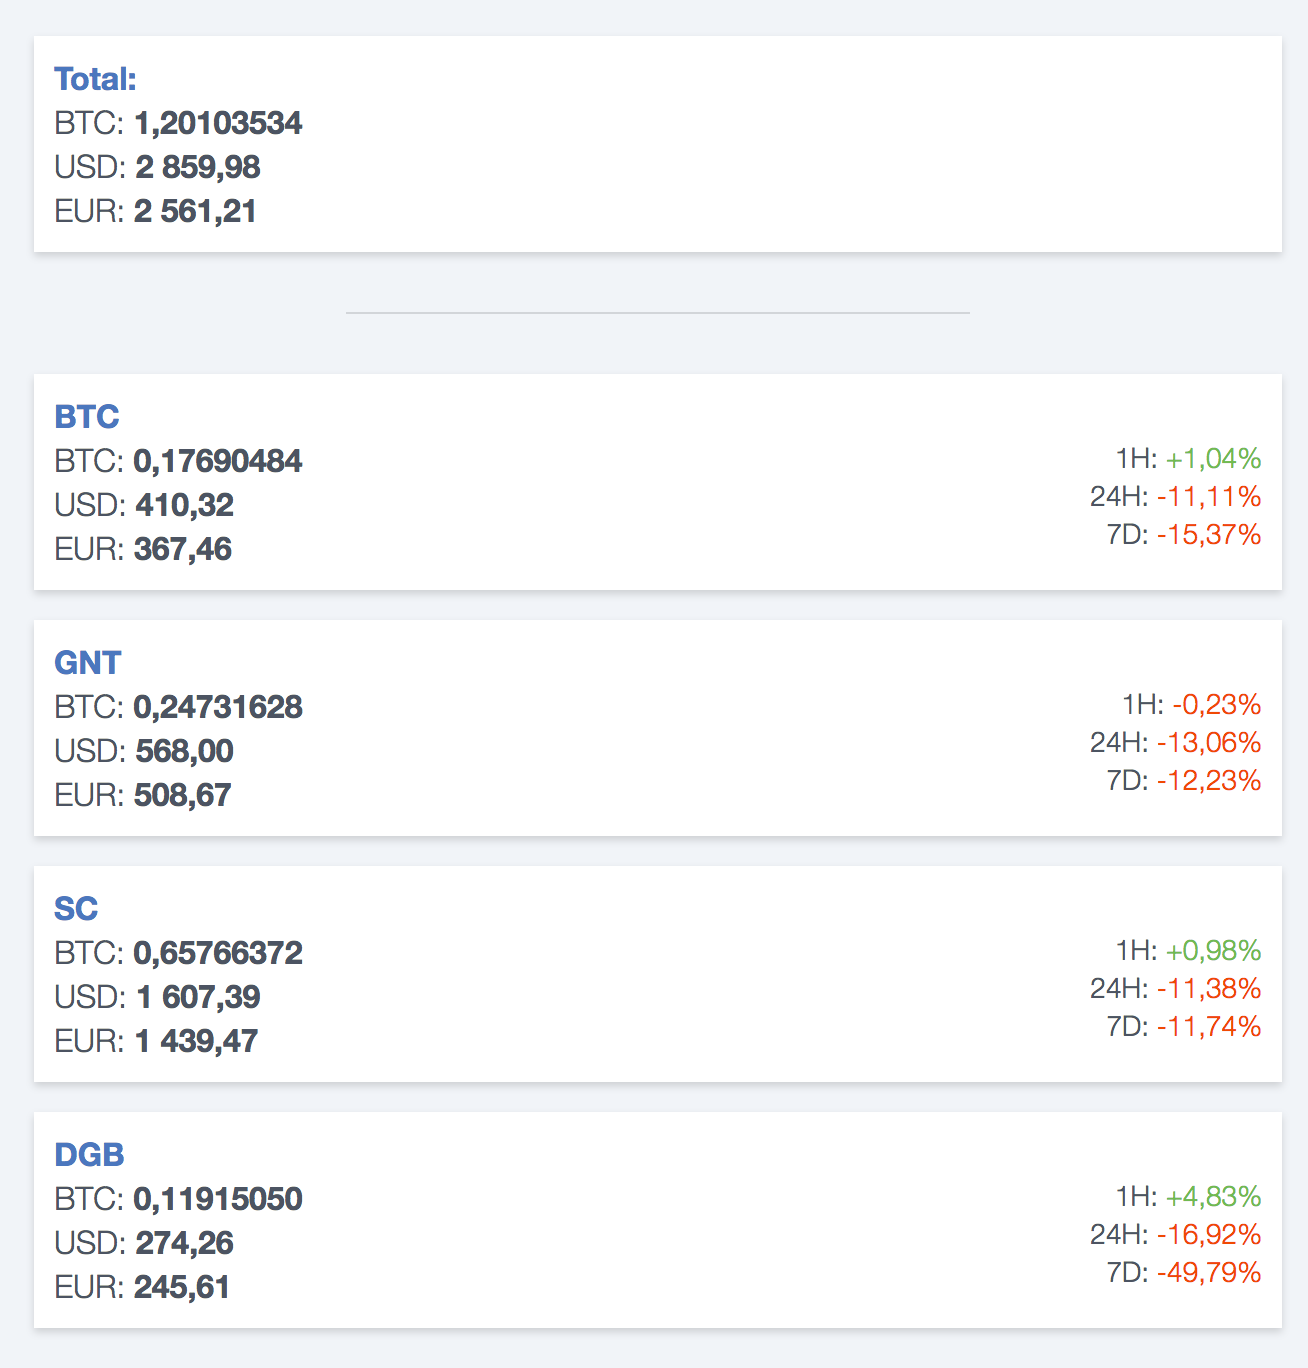 Total:
BTC: 1,20103534
USD: 2 859,98
EUR: 2 561,21
BTC
BTC: 0,17690484
USD: 410,32
EUR: 367,46
1H: +1,04%
24H: -11,11%
7D: -15,37%
GNT
BTC: 0,24731628
USD: 568,00
EUR: 508,67
1H: -0,23%
24H: -13,06%
7D: -12,23%
SC
BTC: 0,65766372
USD: 1 607,39
EUR: 1 439,47
1H: +0,98%
24H: -11,38%
7D: -11,74%
DGB
BTC: 0,11915050
USD: 274,26
EUR: 245,61
1H: +4,83%
24H: -16,92%
7D: -49,79%